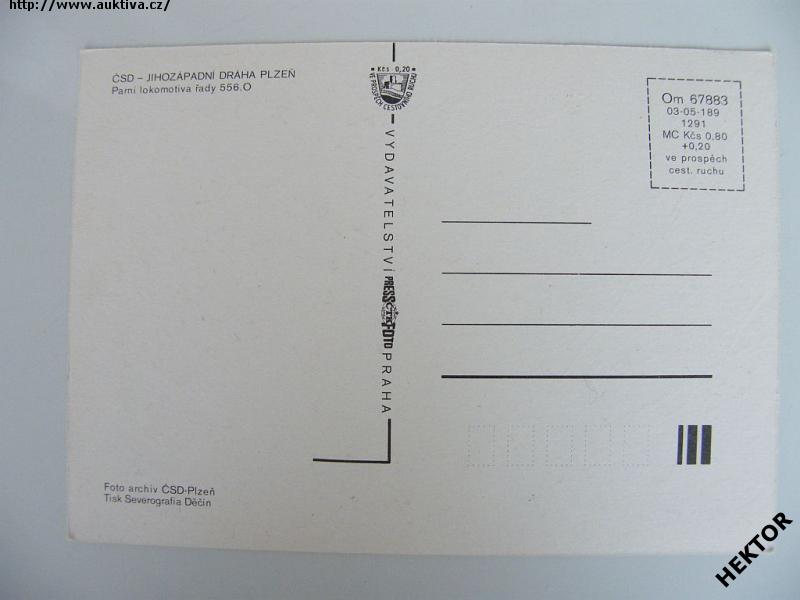 http://www.auktiva.cz/
ČSD – JIHOZÁPADNÍ DRÁHA PLZEŇ
Parní lokomotiva řady 556.O
Kčs 0,20
VE PROSPĚCH CESTOVNÍHO RUCHU
VYDAVATELSTVÍ PRESSFOTO PRAHA
ČTK
Om 67883
03-05-189
1291
MC Kčs 0,80
+0,20
ve prospěch
cest. ruchu
Foto archiv ČSD-Plzeň
Tisk Severografia Děčín
HEKTOR